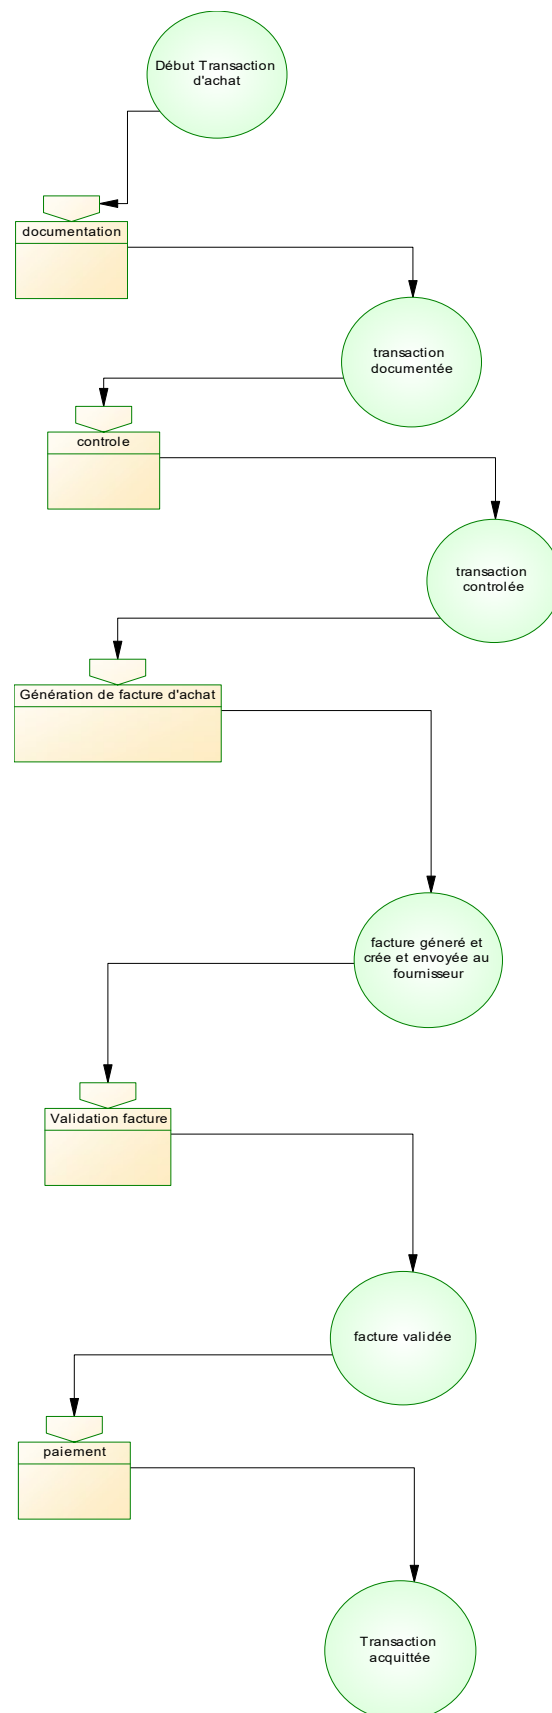 Début Transaction
d'achat
documentation
transaction
documentée
controle
transaction
controlée
Génération de facture d'achat
facture géneré et
crée et envoyée au
fournisseur
Validation facture
facture validée
paiement
Transaction
acquittée